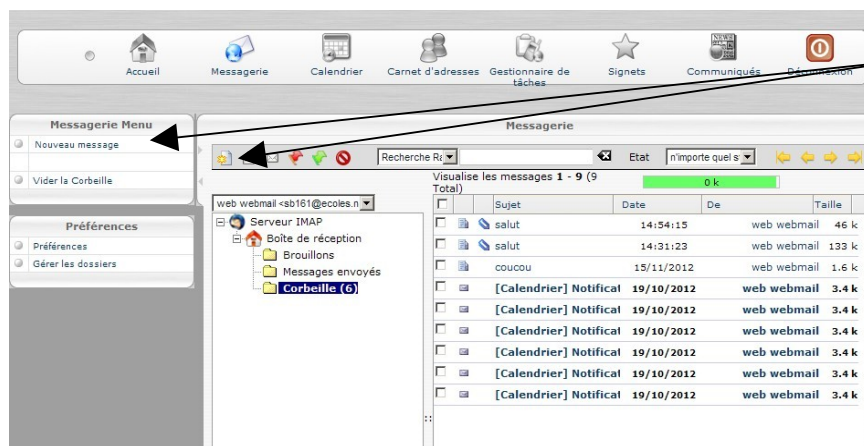 NEWS
Accueil Messagerie Calendrier Carnet d'adresses Gestionnaire de tâches Signets Communiqués Déconnexion
Messagerie Menu
Nouveau message
Vider la Corbeille
Préférences
Préférences
Gérer les dossiers
Messagerie
Recherche Ra Etat n'importe quel s
Visualise les messages 1 - 9 (9 Total)
0 k
web webmail <sb161@ecoles.n
Serveur IMAP
Boîte de réception
Brouillons
Messages envoyés
Corbeille (6)
Sujet Date De Taille
salut 14:54:15 web webmail 46 k
salut 14:31:23 web webmail 133 k
coucou 15/11/2012 web webmail 1.6 k
[Calendrier] Notificat 19/10/2012 web webmail 3.4 k
[Calendrier] Notificat 19/10/2012 web webmail 3.4 k
[Calendrier] Notificat 19/10/2012 web webmail 3.4 k
[Calendrier] Notificat 19/10/2012 web webmail 3.4 k
[Calendrier] Notificat 19/10/2012 web webmail 3.4 k
[Calendrier] Notificat 19/10/2012 web webmail 3.4 k